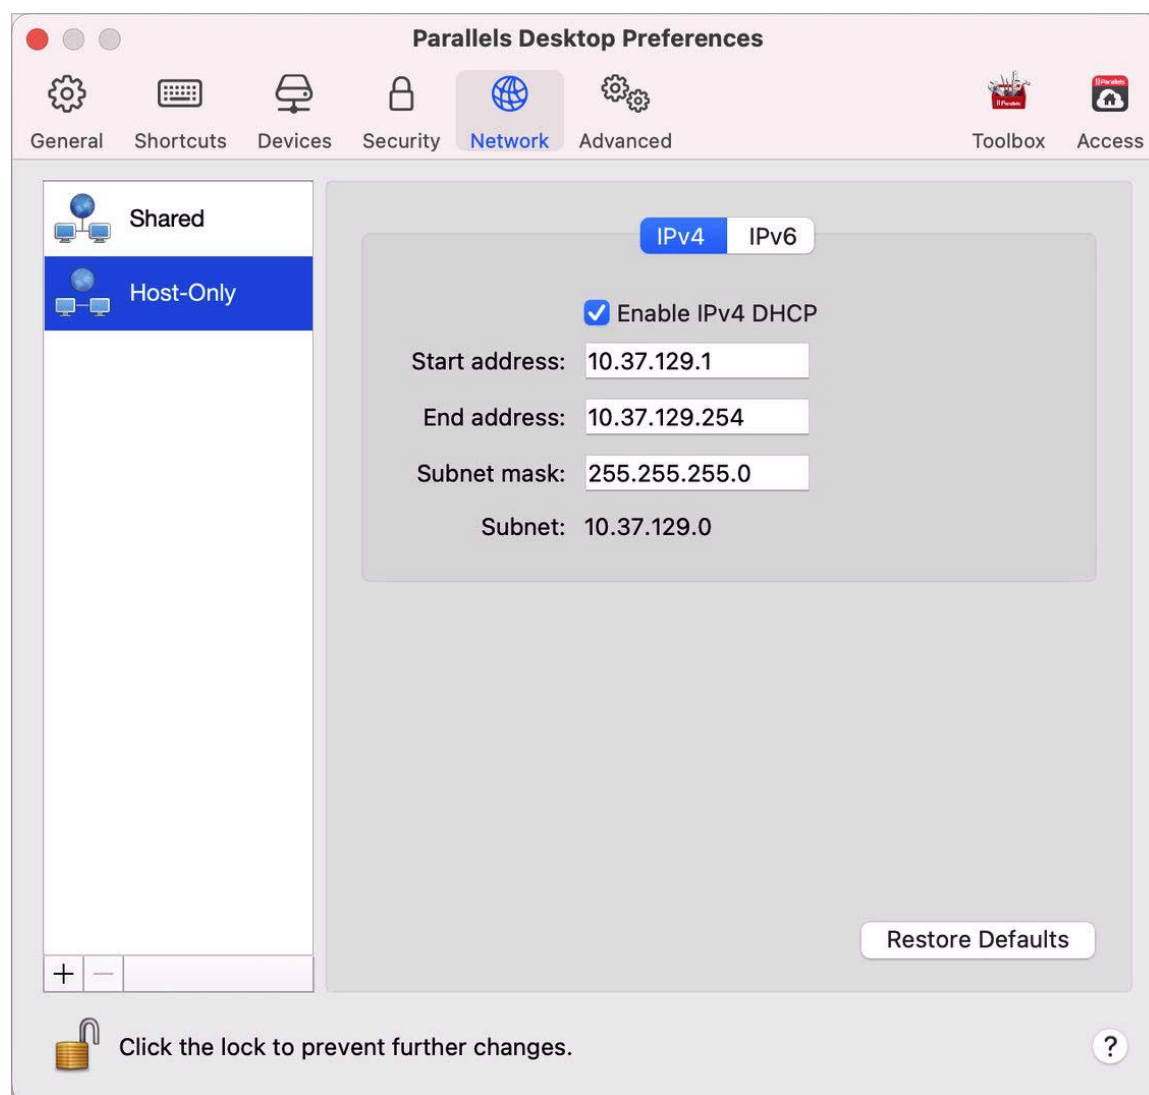 Parallels Desktop Preferences
General Shortcuts Devices Security Network Advanced Toolbox Access
Shared
Host-Only
IPv4 IPv6
Enable IPv4 DHCP
Start address: 10.37.129.1
End address: 10.37.129.254
Subnet mask: 255.255.255.0
Subnet: 10.37.129.0
Restore Defaults
Click the lock to prevent further changes.
?